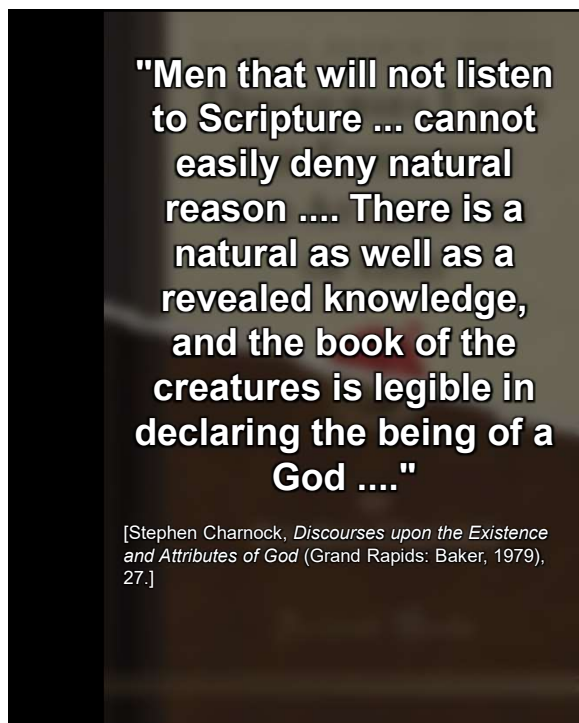 "Men that will not listen
to Scripture ... cannot
easily deny natural
reason .... There is a
natural as well as a
revealed knowledge,
and the book of the
creatures is legible in
declaring the being of a
God ...."
[Stephen Charnock, Discourses upon the Existence
and Attributes of God (Grand Rapids: Baker, 1979),
27.]